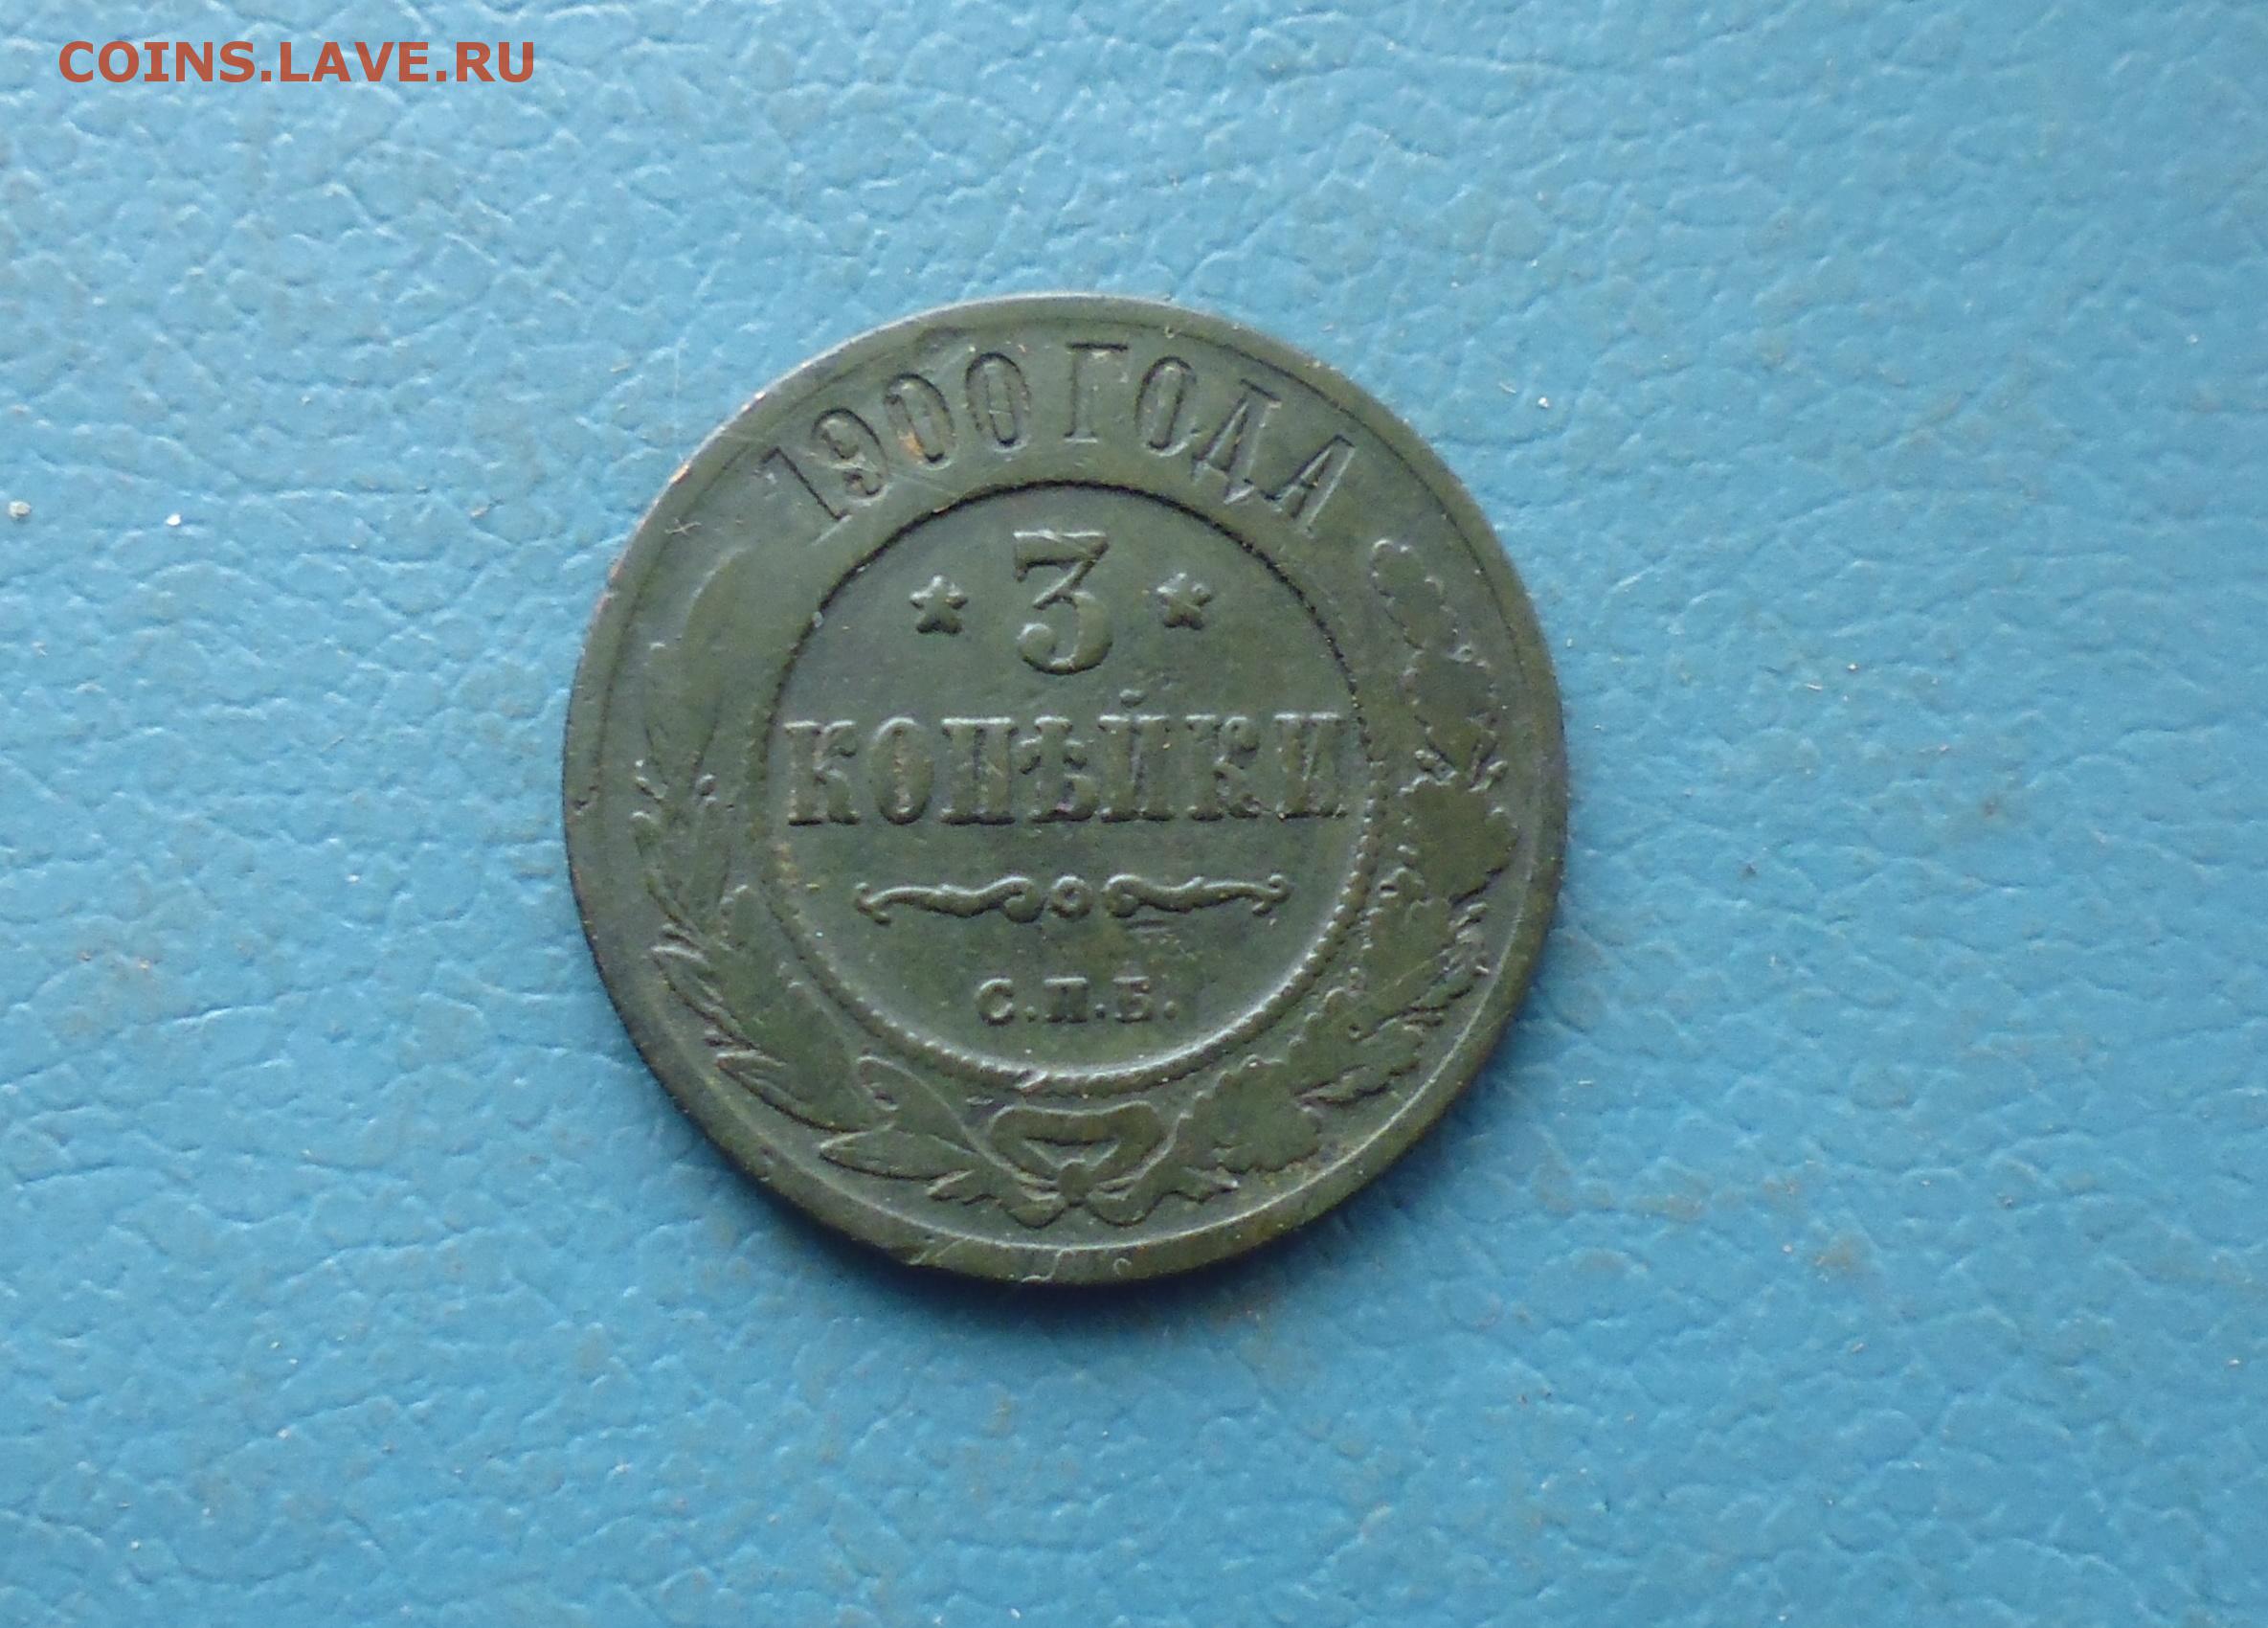 COINS.LAVE.RU
1900 ГОДА
* 3 *
КОПѢЙКИ
С.П.Б.